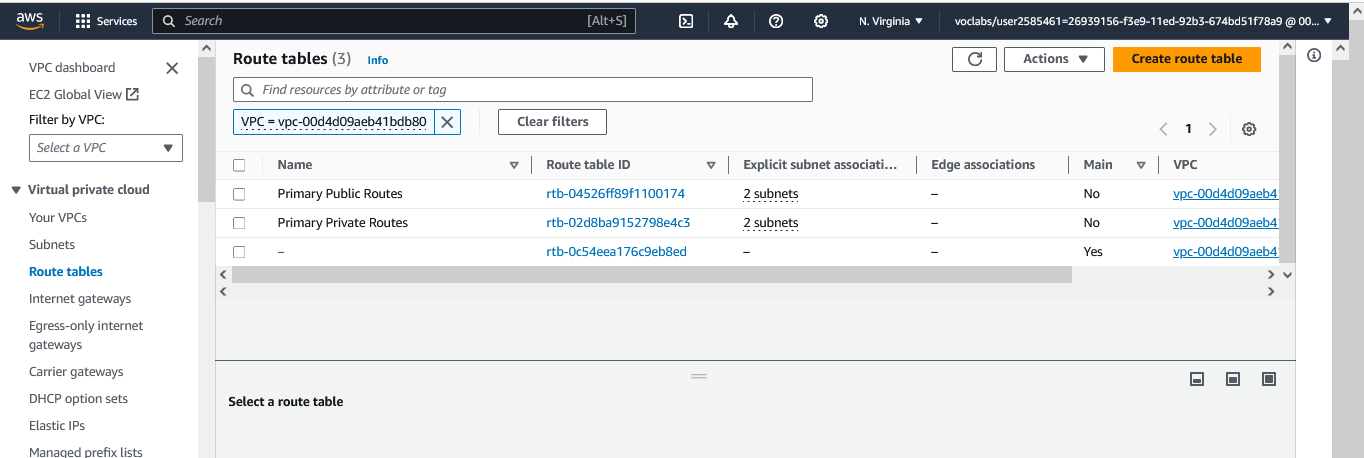 aws Services Search [Alt+S] N. Virginia voclabs/user2585461=26939156-f3e9-11ed-92b3-674bd51f78a9 @ 00...
VPC dashboard
EC2 Global View
Filter by VPC:
Select a VPC
Virtual private cloud
Your VPCs
Subnets
Route tables
Internet gateways
Egress-only internet
gateways
Carrier gateways
DHCP option sets
Elastic IPs
Managed prefix lists
Route tables (3) Info Actions Create route table
Find resources by attribute or tag
VPC = vpc-00d4d09aeb41bdb80 Clear filters
1
Name Route table ID Explicit subnet associati... Edge associations Main VPC
Primary Public Routes rtb-04526ff89f1100174 2 subnets – No vpc-00d4d09aeb41
Primary Private Routes rtb-02d8ba9152798e4c3 2 subnets – No vpc-00d4d09aeb41
– rtb-0c54eea176c9eb8ed – – Yes vpc-00d4d09aeb41
Select a route table